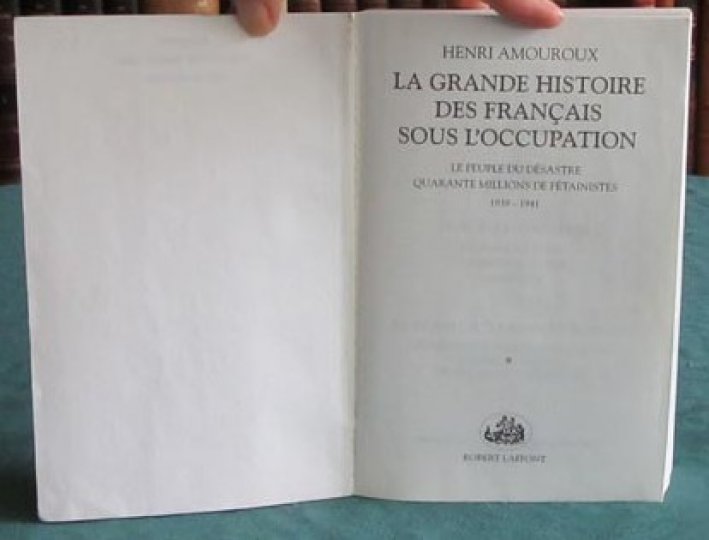 HENRI AMOUROUX
LA GRANDE HISTOIRE
DES FRANÇAIS
SOUS L'OCCUPATION
LE PEUPLE DU DÉSASTRE
QUARANTE MILLIONS DE PÉTAINISTES
1939 - 1941
*
ROBERT LAFFONT